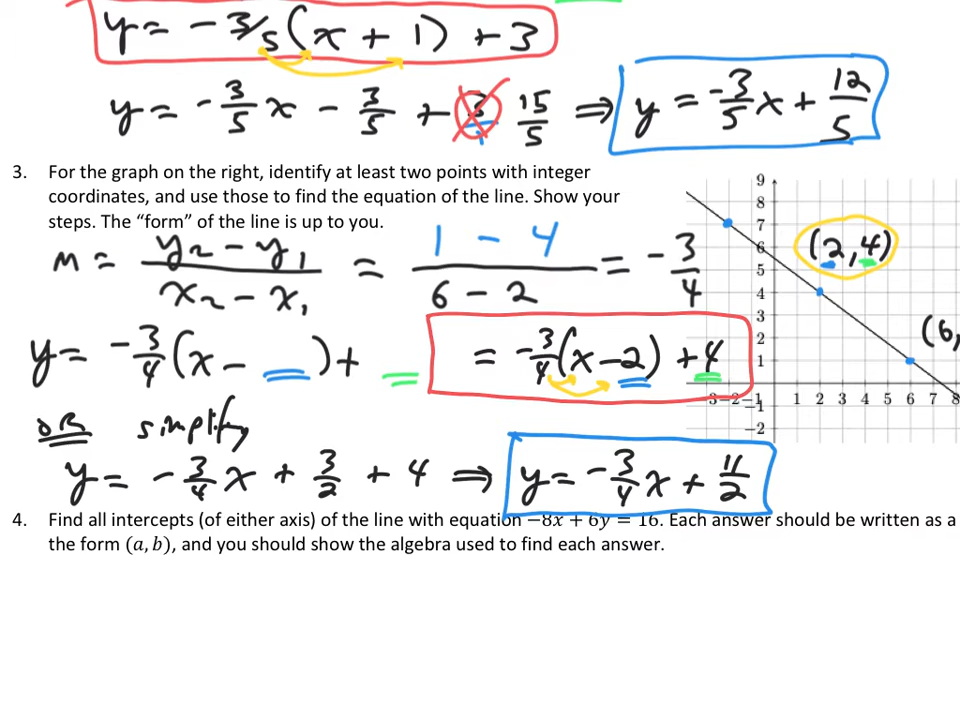 y = -3/5(x + 1) + 3
y = -3/5 x - 3/5 + 3/1 15/5 ⇒ y = -3/5 x + 12/5
3. For the graph on the right, identify at least two points with integer
coordinates, and use those to find the equation of the line. Show your
steps. The “form” of the line is up to you.
m = (y₂ - y₁)/(x₂ - x₁) = (1 - 4)/(6 - 2) = -3/4
9
8
7
6
5
4
3
2
1
-3 -2 -1 1 2 3 4 5 6 7 8
-1
-2
(2,4)
(6,
y = -3/4(x - __) + __ = -3/4(x - 2) + 4
OR simplify
y = -3/4 x + 3/2 + 4 ⇒ y = -3/4 x + 11/2
4. Find all intercepts (of either axis) of the line with equation −8x + 6y = 16. Each answer should be written as a
the form (a, b), and you should show the algebra used to find each answer.